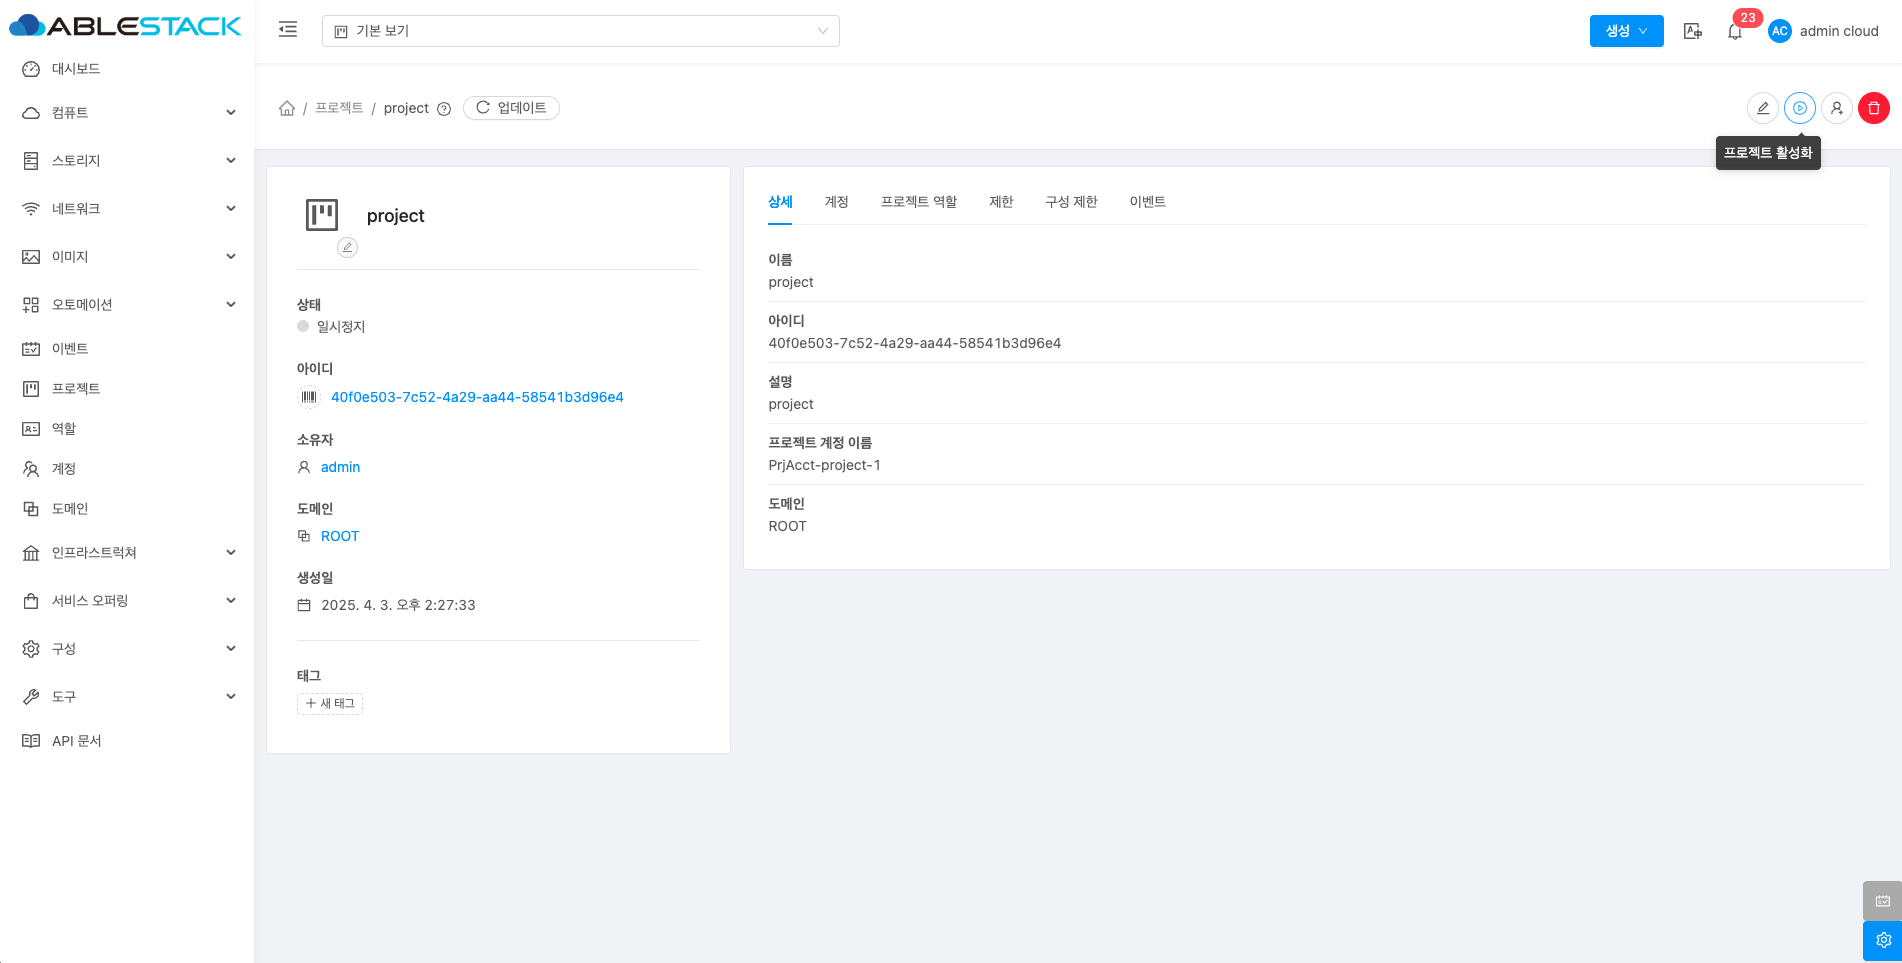 ABLESTACK
기본 보기
생성
23
AC
admin cloud
대시보드
컴퓨트
스토리지
네트워크
이미지
오토메이션
이벤트
프로젝트
역할
계정
도메인
인프라스트럭쳐
서비스 오퍼링
구성
도구
API 문서
/ 프로젝트 / project
업데이트
프로젝트 활성화
project
상태
일시정지
아이디
40f0e503-7c52-4a29-aa44-58541b3d96e4
소유자
admin
도메인
ROOT
생성일
2025. 4. 3. 오후 2:27:33
태그
새 태그
상세 계정 프로젝트 역할 제한 구성 제한 이벤트
이름
project
아이디
40f0e503-7c52-4a29-aa44-58541b3d96e4
설명
project
프로젝트 계정 이름
PrjAcct-project-1
도메인
ROOT